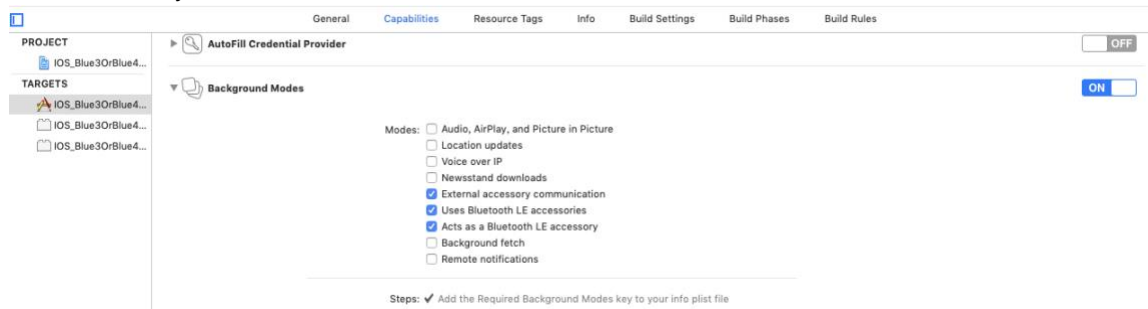 General Capabilities Resource Tags Info Build Settings Build Phases Build Rules
PROJECT
IOS_Blue3OrBlue4...
TARGETS
IOS_Blue3OrBlue4...
IOS_Blue3OrBlue4...
IOS_Blue3OrBlue4...
AutoFill Credential Provider OFF
Background Modes ON
Modes: Audio, AirPlay, and Picture in Picture
Location updates
Voice over IP
Newsstand downloads
External accessory communication
Uses Bluetooth LE accessories
Acts as a Bluetooth LE accessory
Background fetch
Remote notifications
Steps: ✓ Add the Required Background Modes key to your info plist file